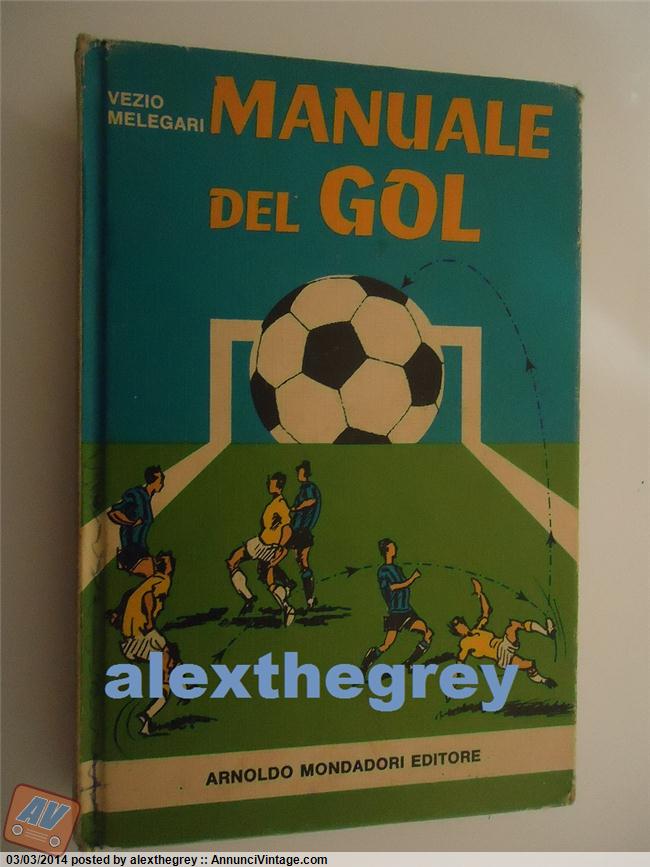 VEZIO
MELEGARI
MANUALE
DEL GOL
alexthegrey
ARNOLDO MONDADORI EDITORE
AV
03/03/2014 posted by alexthegrey :: AnnunciVintage.com